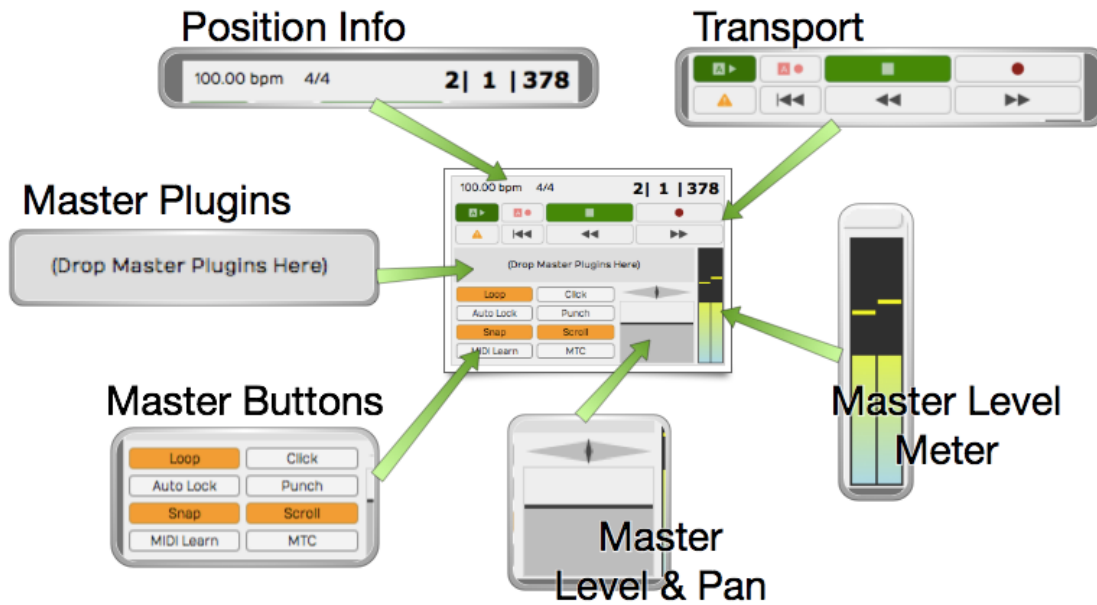 Position Info
Transport
100.00 bpm 4/4 2| 1 |378
A
A
100.00 bpm 4/4 2| 1 |378
A
A
Master Plugins
(Drop Master Plugins Here)
(Drop Master Plugins Here)
Loop Click
Auto Lock Punch
Snap Scroll
MIDI Learn MTC
Master Buttons
Loop Click
Auto Lock Punch
Snap Scroll
MIDI Learn MTC
Master Level
Meter
Master
Level & Pan